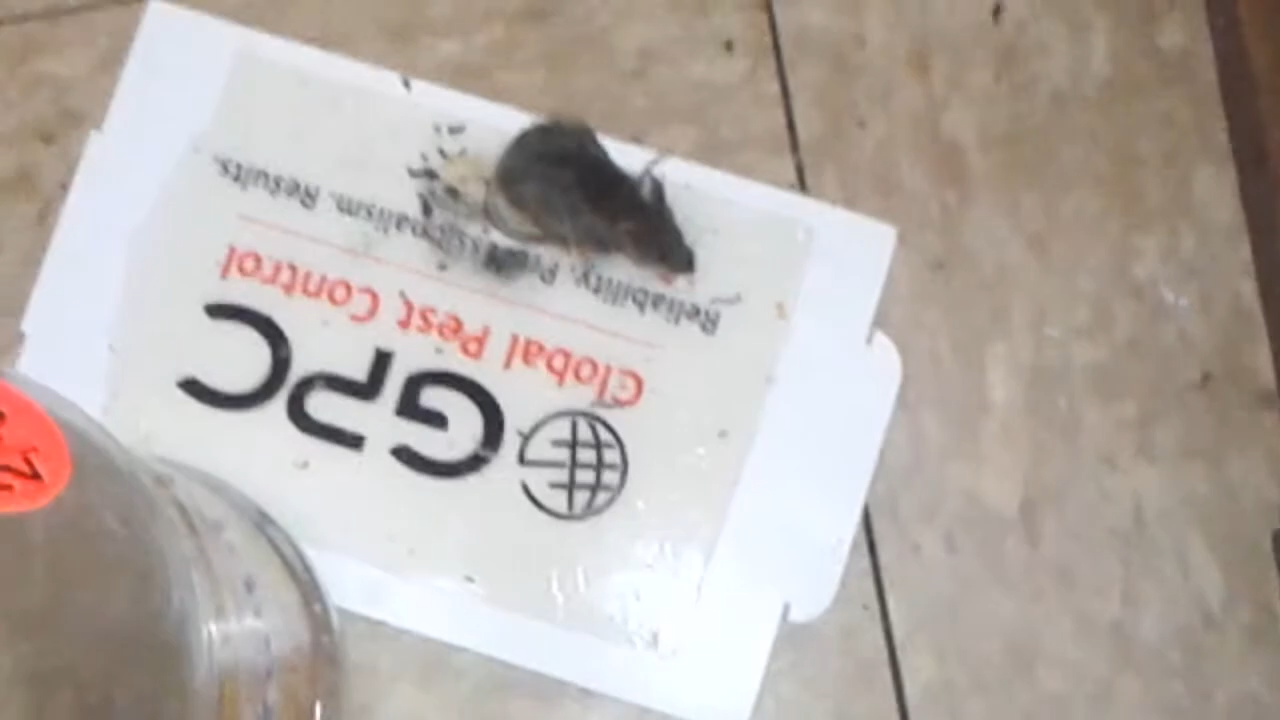 GPC
Global Pest Control
Reliability. Professionalism. Results.